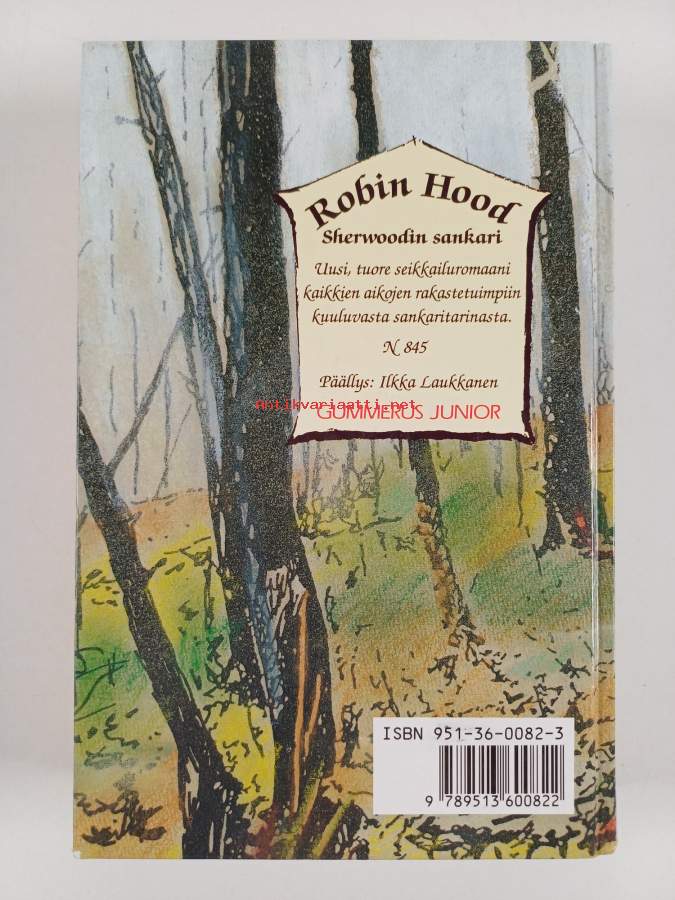 Robin Hood
Sherwoodin sankari
Uusi, tuore seikkailuromaani
kaikkien aikojen rakastetuimpiin
kuuluvasta sankaritarinasta.
N 845
Päällys: Ilkka Laukkanen
antikvariaatti.net
GUMMERUS JUNIOR
ISBN 951-36-0082-3
9 789513 600822